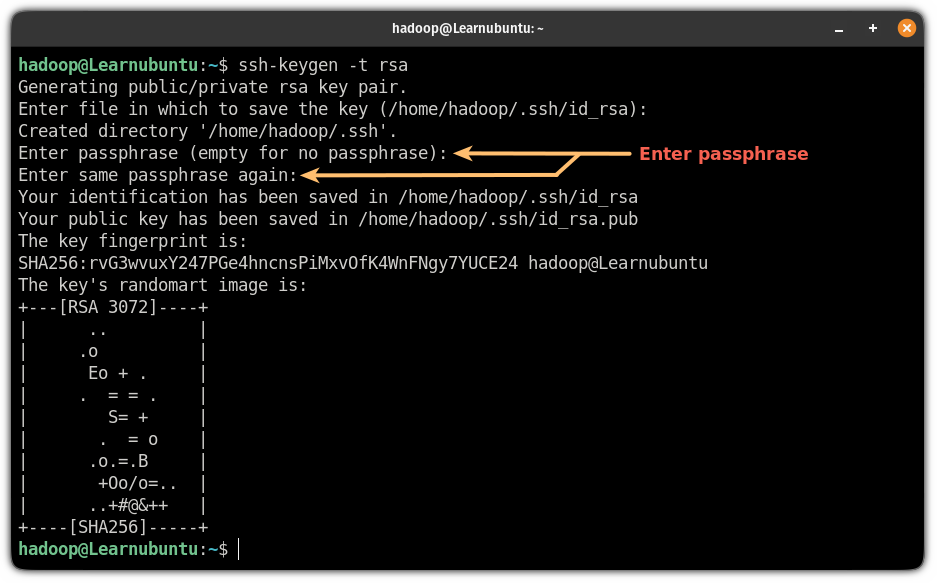 hadoop@Learnubuntu: ~
hadoop@Learnubuntu:~$ ssh-keygen -t rsa
Generating public/private rsa key pair.
Enter file in which to save the key (/home/hadoop/.ssh/id_rsa):
Created directory '/home/hadoop/.ssh'.
Enter passphrase (empty for no passphrase): Enter passphrase
Enter same passphrase again:
Your identification has been saved in /home/hadoop/.ssh/id_rsa
Your public key has been saved in /home/hadoop/.ssh/id_rsa.pub
The key fingerprint is:
SHA256:rvG3wvuxY247PGe4hncnsPiMxvOfK4WnFNgy7YUCE24 hadoop@Learnubuntu
The key's randomart image is:
+---[RSA 3072]----+
|      ..         |
|     .o          |
|      Eo + .     |
|     .  = = .    |
|        S= +     |
|       .  = o    |
|      .o.=.B     |
|       +Oo/o=..  |
|      ..+#@&++   |
+----[SHA256]-----+
hadoop@Learnubuntu:~$